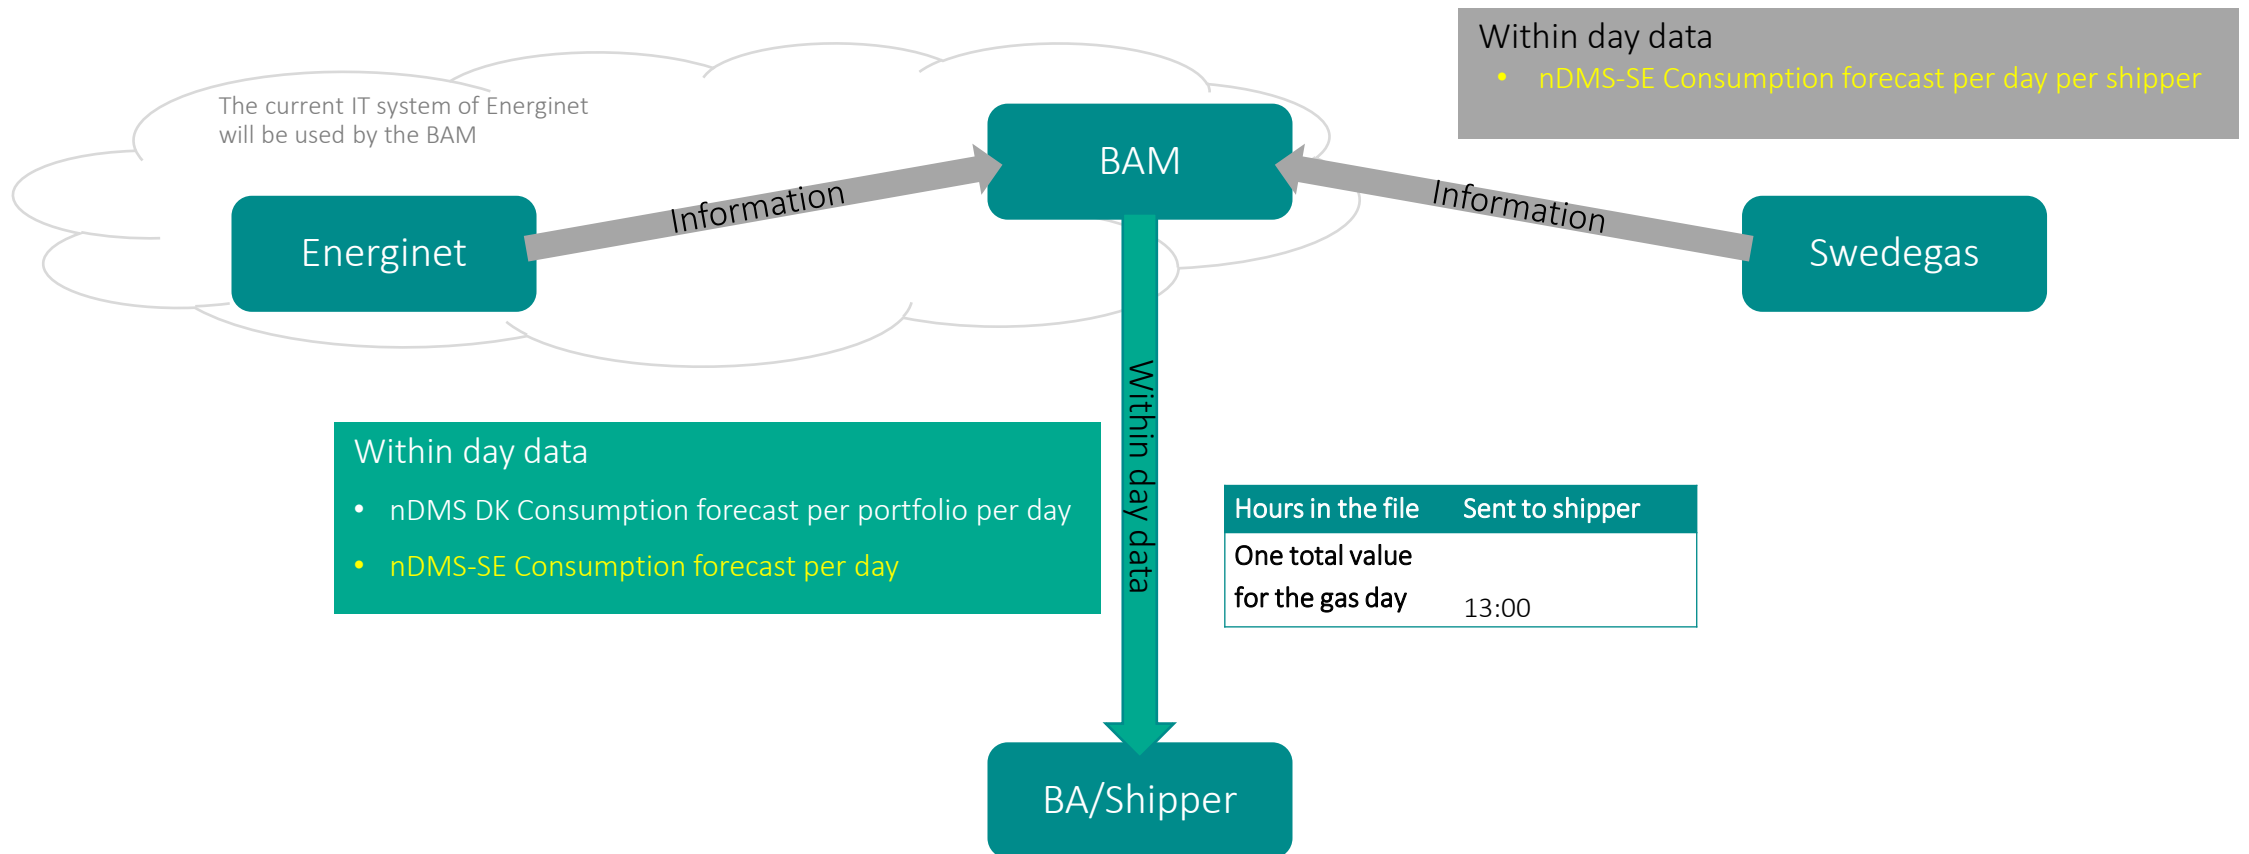 Within day data
• nDMS-SE Consumption forecast per day per shipper
The current IT system of Energinet
will be used by the BAM
BAM
Energinet
Information
Information
Swedegas
Within day data
Within day data
• nDMS DK Consumption forecast per portfolio per day
• nDMS-SE Consumption forecast per day
Hours in the file Sent to shipper
One total value
for the gas day 13:00
BA/Shipper